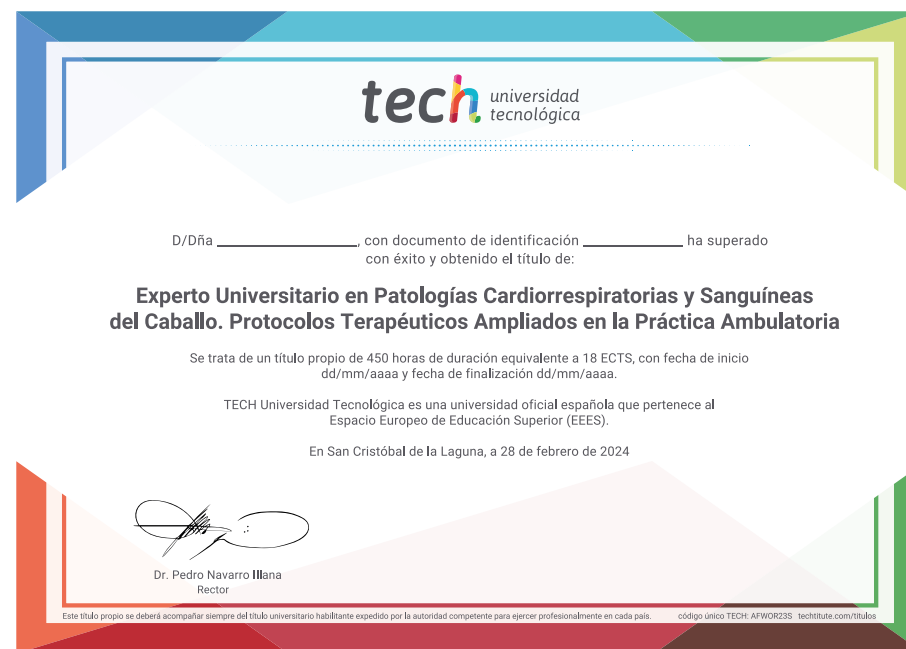 tech universidad
tecnológica
D/Dña ____________________, con documento de identificación ______________ ha superado
con éxito y obtenido el título de:
Experto Universitario en Patologías Cardiorrespiratorias y Sanguíneas
del Caballo. Protocolos Terapéuticos Ampliados en la Práctica Ambulatoria
Se trata de un título propio de 450 horas de duración equivalente a 18 ECTS, con fecha de inicio
dd/mm/aaaa y fecha de finalización dd/mm/aaaa.
TECH Universidad Tecnológica es una universidad oficial española que pertenece al
Espacio Europeo de Educación Superior (EEES).
En San Cristóbal de la Laguna, a 28 de febrero de 2024
Dr. Pedro Navarro Illana
Rector
Este título propio se deberá acompañar siempre del título universitario habilitante expedido por la autoridad competente para ejercer profesionalmente en cada país. código único TECH: AFWOR23S techtitute.com/titulos